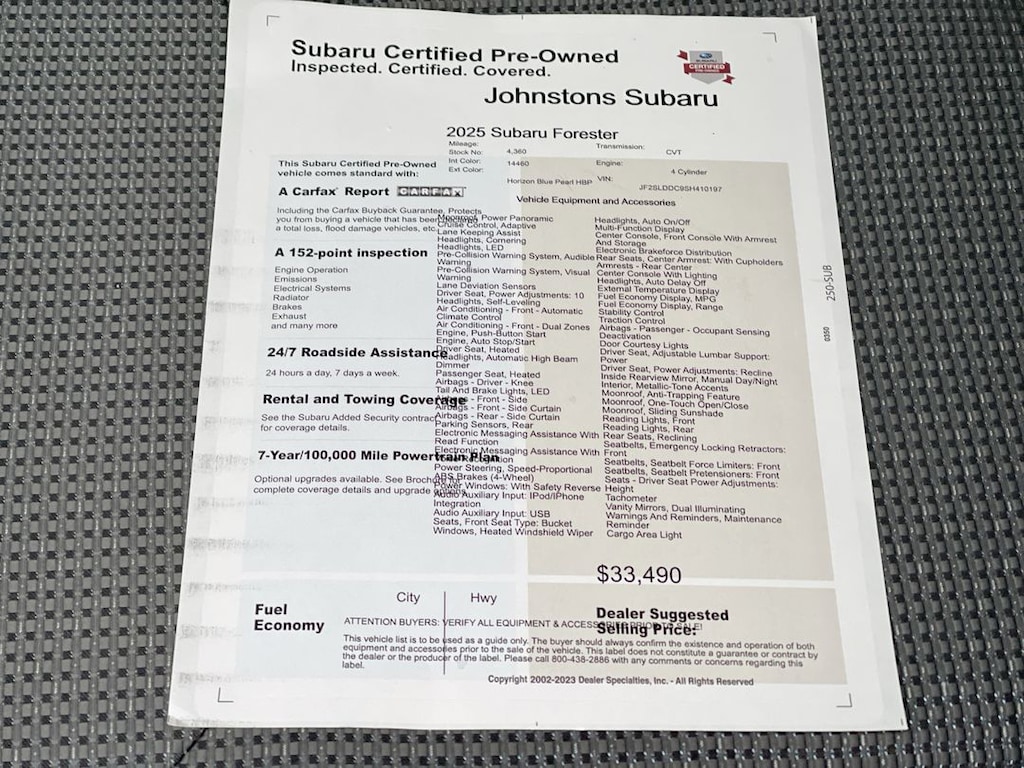 Subaru Certified Pre-Owned
Inspected. Certified. Covered.
SUBARU
CERTIFIED
PRE-OWNED
Johnstons Subaru
2025 Subaru Forester
Mileage:
Stock No: 4,360
Int Color: 14460
Ext Color:
Horizon Blue Pearl HBP
Transmission:
CVT
Engine:
4 Cylinder
VIN:
JF2SLDDC9SH410197
This Subaru Certified Pre-Owned
vehicle comes standard with:
A Carfax Report CARFAX
Including the Carfax Buyback Guarantee, Protects
you from buying a vehicle that has been
a total loss, flood damage vehicles, etc
A 152-point inspection
Engine Operation
Emissions
Electrical Systems
Radiator
Brakes
Exhaust
and many more
24/7 Roadside Assistance
24 hours a day, 7 days a week.
Rental and Towing Coverage
See the Subaru Added Security contract
for coverage details.
7-Year/100,000 Mile Powertrain Plan
Optional upgrades available. See Brochure for
complete coverage details and upgrade
Vehicle Equipment and Accessories
Moonroof, Power Panoramic
Cruise Control, Adaptive
Lane Keeping Assist
Headlights, Cornering
Headlights, LED
Pre-Collision Warning System, Audible
Warning
Pre-Collision Warning System, Visual
Warning
Lane Deviation Sensors
Driver Seat, Power Adjustments: 10
Headlights, Self-Leveling
Air Conditioning - Front - Automatic
Climate Control
Air Conditioning - Front - Dual Zones
Engine, Push-Button Start
Engine, Auto Stop/Start
Driver Seat, Heated
Headlights, Automatic High Beam
Dimmer
Passenger Seat, Heated
Airbags - Driver - Knee
Tail And Brake Lights, LED
Airbags - Front - Side
Airbags - Front - Side Curtain
Airbags - Rear - Side Curtain
Parking Sensors, Rear
Electronic Messaging Assistance With
Read Function
Electronic Messaging Assistance With
Voice Recognition
Power Steering, Speed-Proportional
ABS Brakes (4-Wheel)
Power Windows: With Safety Reverse
Audio Auxiliary Input: IPod/IPhone
Integration
Audio Auxiliary Input: USB
Seats, Front Seat Type: Bucket
Windows, Heated Windshield Wiper
Headlights, Auto On/Off
Multi-Function Display
Center Console, Front Console With Armrest
And Storage
Electronic Brakeforce Distribution
Rear Seats, Center Armrest: With Cupholders
Armrests - Rear Center
Center Console With Lighting
Headlights, Auto Delay Off
External Temperature Display
Fuel Economy Display, MPG
Fuel Economy Display, Range
Stability Control
Traction Control
Airbags - Passenger - Occupant Sensing
Deactivation
Door Courtesy Lights
Driver Seat, Adjustable Lumbar Support:
Power
Driver Seat, Power Adjustments: Recline
Inside Rearview Mirror, Manual Day/Night
Interior, Metallic-Tone Accents
Moonroof, Anti-Trapping Feature
Moonroof, One-Touch Open/Close
Moonroof, Sliding Sunshade
Reading Lights, Front
Reading Lights, Rear
Rear Seats, Reclining
Seatbelts, Emergency Locking Retractors:
Front
Seatbelts, Seatbelt Force Limiters: Front
Seatbelts, Seatbelt Pretensioners: Front
Seats - Driver Seat Power Adjustments:
Height
Tachometer
Vanity Mirrors, Dual Illuminating
Warnings And Reminders, Maintenance
Reminder
Cargo Area Light
250-SUB
0350
$33,490
Fuel
Economy
City
Hwy
Dealer Suggested
Selling Price:
ATTENTION BUYERS: VERIFY ALL EQUIPMENT & ACCESSORIES PRIOR TO SALE!
This vehicle list is to be used as a guide only. The buyer should always confirm the existence and operation of both
equipment and accessories prior to the sale of the vehicle. This label does not constitute a guarantee or contract by
the dealer or the producer of the label. Please call 800-438-2886 with any comments or concerns regarding this
label.
Copyright 2002-2023 Dealer Specialties, Inc. - All Rights Reserved